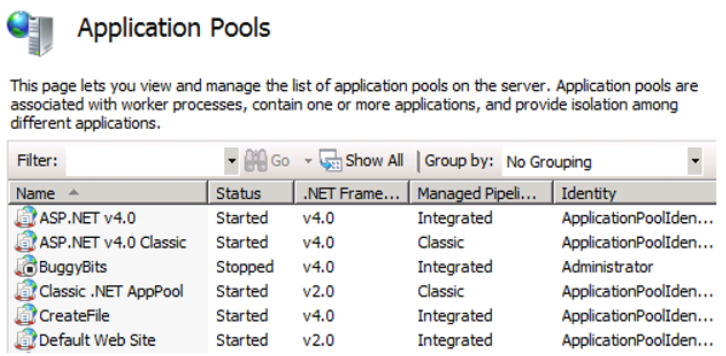 Application Pools
This page lets you view and manage the list of application pools on the server. Application pools are
associated with worker processes, contain one or more applications, and provide isolation among
different applications.
Filter: Go Show All Group by: No Grouping
Name Status .NET Frame... Managed Pipeli... Identity
ASP.NET v4.0 Started v4.0 Integrated ApplicationPoolIden...
ASP.NET v4.0 Classic Started v4.0 Classic ApplicationPoolIden...
BuggyBits Stopped v4.0 Integrated Administrator
Classic .NET AppPool Started v2.0 Classic ApplicationPoolIden...
CreateFile Started v4.0 Integrated ApplicationPoolIden...
Default Web Site Started v2.0 Integrated ApplicationPoolIden...